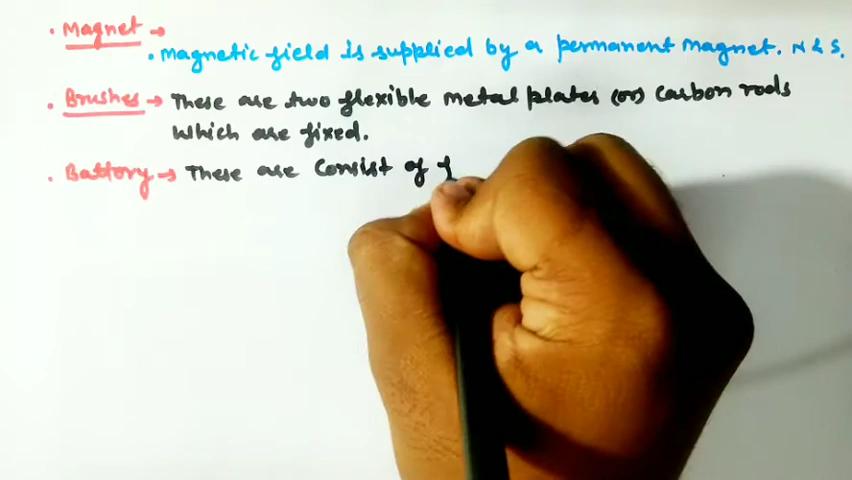 . Magnet →
. Magnetic field is supplied by a permanent magnet. N & S.
. Brushes → These are two flexible metal plates (or) carbon rods
which are fixed.
. Battory → These are consist of f